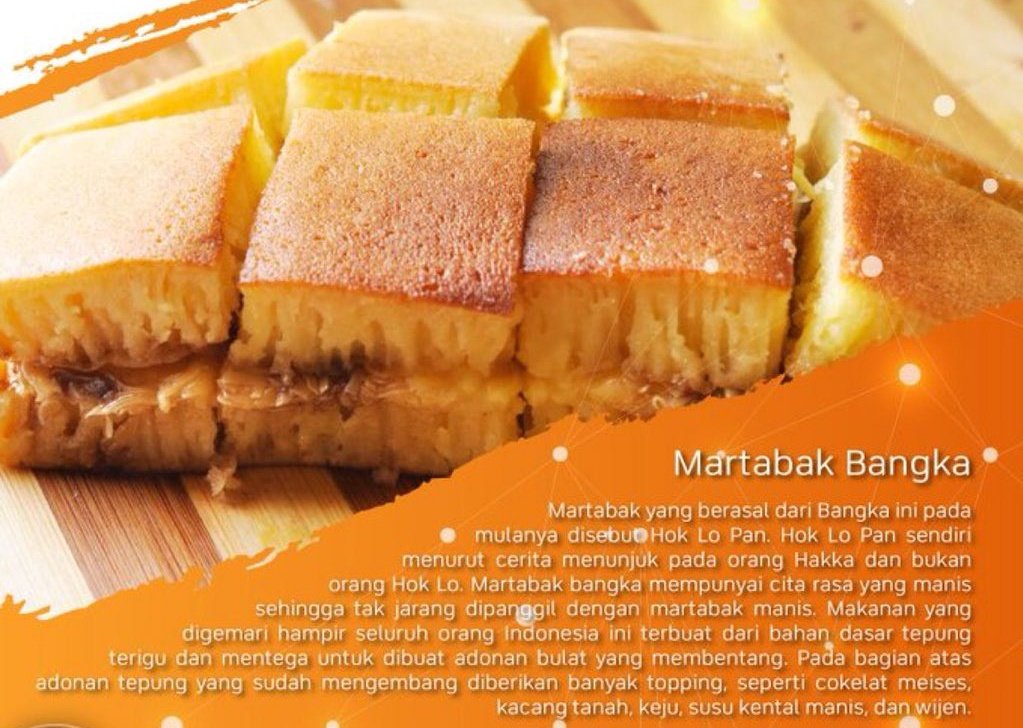 Martabak Bangka
Martabak yang berasal dari Bangka ini pada
mulanya disebut Hok Lo Pan. Hok Lo Pan sendiri
menurut cerita menunjuk pada orang Hakka dan bukan
orang Hok Lo. Martabak bangka mempunyai cita rasa yang manis
sehingga tak jarang dipanggil dengan martabak manis. Makanan yang
digemari hampir seluruh orang Indonesia ini terbuat dari bahan dasar tepung
terigu dan mentega untuk dibuat adonan bulat yang membentang. Pada bagian atas
adonan tepung yang sudah mengembang diberikan banyak topping, seperti cokelat meises,
kacang tanah, keju, susu kental manis, dan wijen.